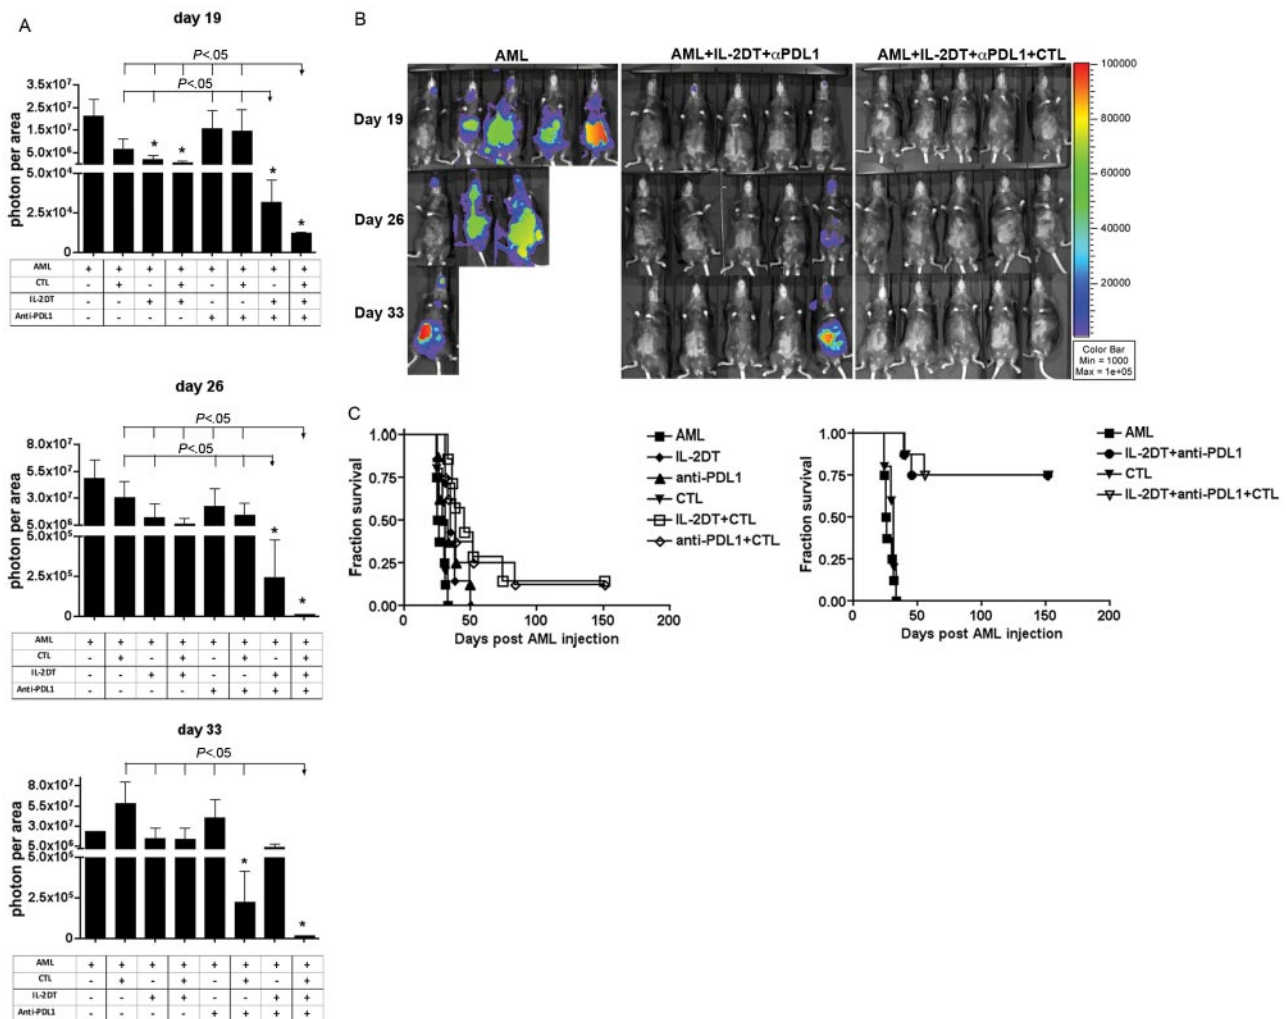 A
day 19
P<.05
P<.05
3.5x10⁷
2.5x10⁷
1.5x10⁷
5.0x10⁶
5.0x10⁴
2.5x10⁴
0
photon per area
* * * *
AML + + + + + + + +
CTL - + - + - + - +
IL-2DT - - + + - - + +
Anti-PDL1 - - - - + + + +
day 26
P<.05
P<.05
8.0x10⁷
5.5x10⁷
3.0x10⁷
5.0x10⁶
5.0x10⁵
2.5x10⁵
0
photon per area
* *
AML + + + + + + + +
CTL - + - + - + - +
IL-2DT - - + + - - + +
Anti-PDL1 - - - - + + + +
day 33
P<.05
8.0x10⁷
5.5x10⁷
3.0x10⁷
5.0x10⁶
5.0x10⁵
2.5x10⁵
0
photon per area
* *
AML + + + + + + + +
CTL - + - + - + - +
IL-2DT - - + + - - + +
Anti-PDL1 - - - - + + + +
B
AML AML+IL-2DT+αPDL1 AML+IL-2DT+αPDL1+CTL
Day 19
Day 26
Day 33
100000
80000
60000
40000
20000
Color Bar
Min = 1000
Max = 1e+05
C
1.00
0.75
0.50
0.25
0.00
Fraction survival
0 50 100 150 200
Days post AML injection
AML
IL-2DT
anti-PDL1
CTL
IL-2DT+CTL
anti-PDL1+CTL
1.00
0.75
0.50
0.25
0.00
Fraction survival
0 50 100 150 200
Days post AML injection
AML
IL-2DT+anti-PDL1
CTL
IL-2DT+anti-PDL1+CTL